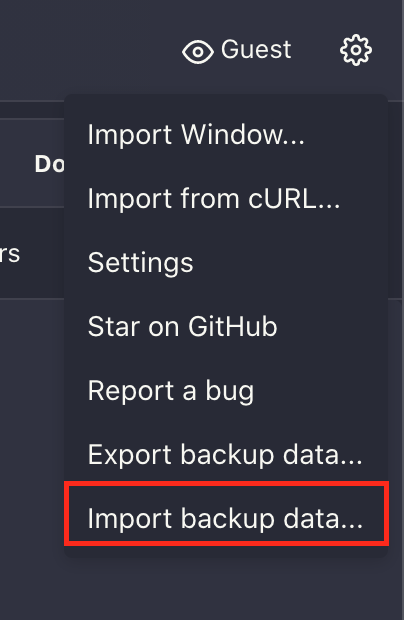 Guest
Import Window...
Do
Import from cURL...
rs
Settings
Star on GitHub
Report a bug
Export backup data...
Import backup data...